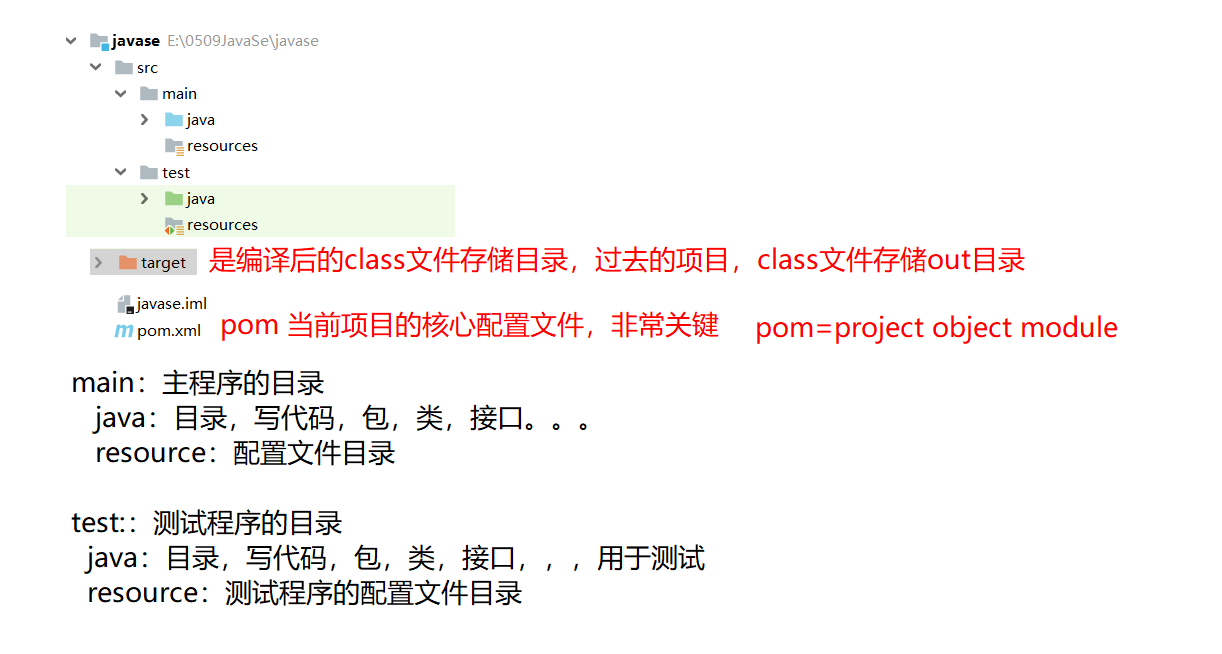 javase E:\0509JavaSe\javase
src
main
java
resources
test
java
resources
target 是编译后的class文件存储目录，过去的项目，class文件存储out目录
javase.iml
pom.xml pom 当前项目的核心配置文件，非常关键 pom=project object module
main：主程序的目录
java：目录，写代码，包，类，接口。。。
resource：配置文件目录
test:：测试程序的目录
java：目录，写代码，包，类，接口，，，用于测试
resource：测试程序的配置文件目录